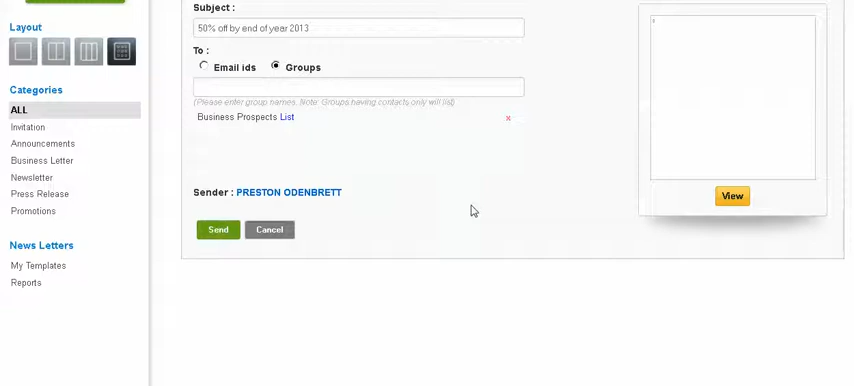 Layout
Categories
ALL
Invitation
Announcements
Business Letter
Newsletter
Press Release
Promotions
News Letters
My Templates
Reports
Subject :
50% off by end of year 2013
To :
Email ids Groups
(Please enter group names. Note: Groups having contacts only will list)
Business Prospects List x
Sender : PRESTON ODENBRETT
Send Cancel
View